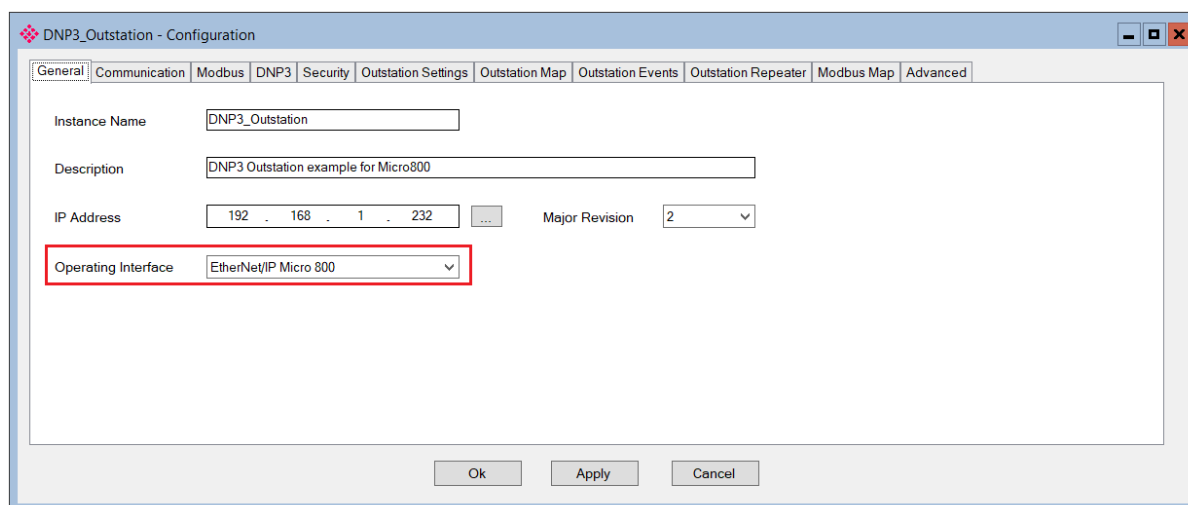 DNP3_Outstation - Configuration
General Communication Modbus DNP3 Security Outstation Settings Outstation Map Outstation Events Outstation Repeater Modbus Map Advanced
Instance Name DNP3_Outstation
Description DNP3 Outstation example for Micro800
IP Address 192 . 168 . 1 . 232 ... Major Revision 2
Operating Interface EtherNet/IP Micro 800
Ok Apply Cancel